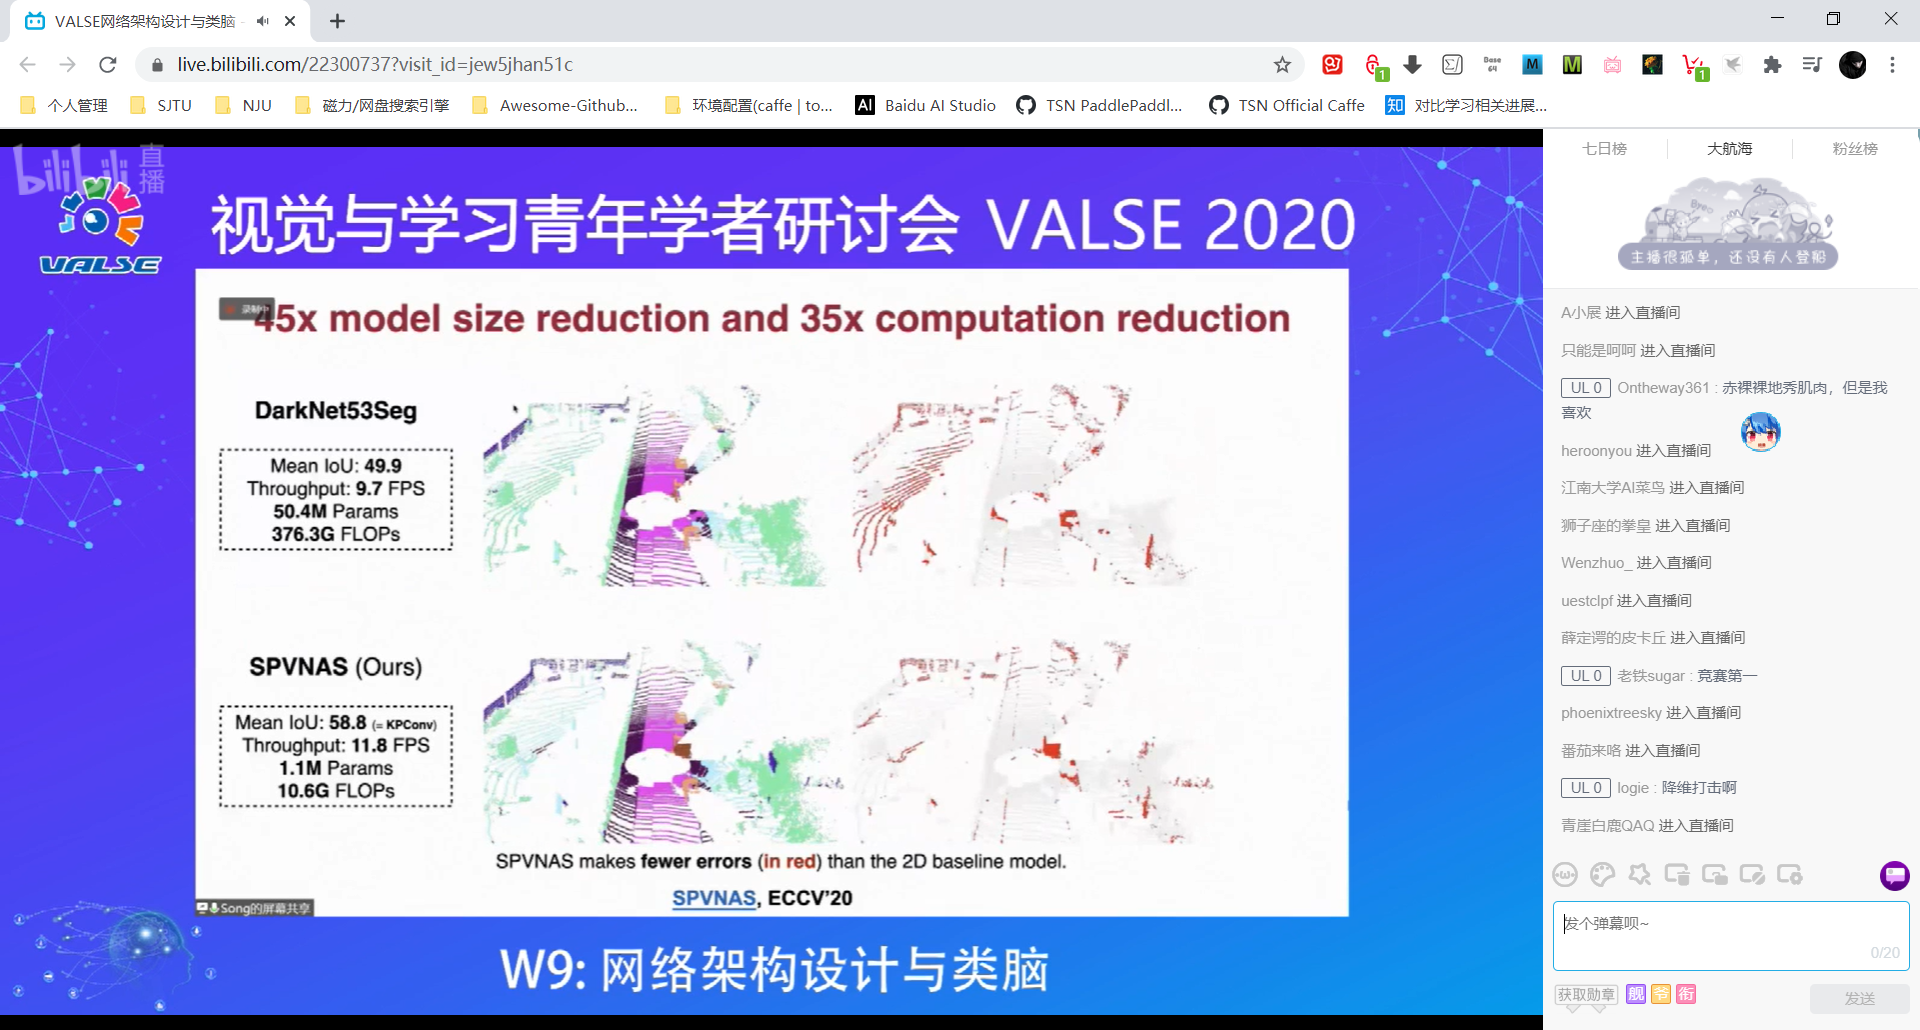 VALSE网络架构设计与类脑
live.bilibili.com/22300737?visit_id=jew5jhan51c
1
Base 64
M
M
1
个人管理
SJTU
NJU
磁力/网盘搜索引擎
Awesome-Github...
环境配置(caffe | to...
AI Baidu AI Studio
TSN PaddlePaddl...
TSN Official Caffe
知 对比学习相关进展...
bilibili 直播
VALSE
视觉与学习青年学者研讨会 VALSE 2020
录制中
45x model size reduction and 35x computation reduction
DarkNet53Seg
Mean IoU: 49.9
Throughput: 9.7 FPS
50.4M Params
376.3G FLOPs
SPVNAS (Ours)
Mean IoU: 58.8 (= KPConv)
Throughput: 11.8 FPS
1.1M Params
10.6G FLOPs
SPVNAS makes fewer errors (in red) than the 2D baseline model.
SPVNAS, ECCV'20
Song的屏幕共享
W9: 网络架构设计与类脑
七日榜
大航海
粉丝榜
主播很孤单，还没有人登船
A小展 进入直播间
只能是呵呵 进入直播间
UL 0 Ontheway361 : 赤裸裸地秀肌肉，但是我
喜欢
heroonyou 进入直播间
江南大学AI菜鸟 进入直播间
狮子座的拳皇 进入直播间
Wenzhuo_ 进入直播间
uestclpf 进入直播间
薛定谔的皮卡丘 进入直播间
UL 0 老铁sugar : 竞赛第一
phoenixtreesky 进入直播间
番茄来咯 进入直播间
UL 0 logie : 降维打击啊
青崖白鹿QAQ 进入直播间
发个弹幕呗~
0/20
获取勋章
舰 爷 衔
发送